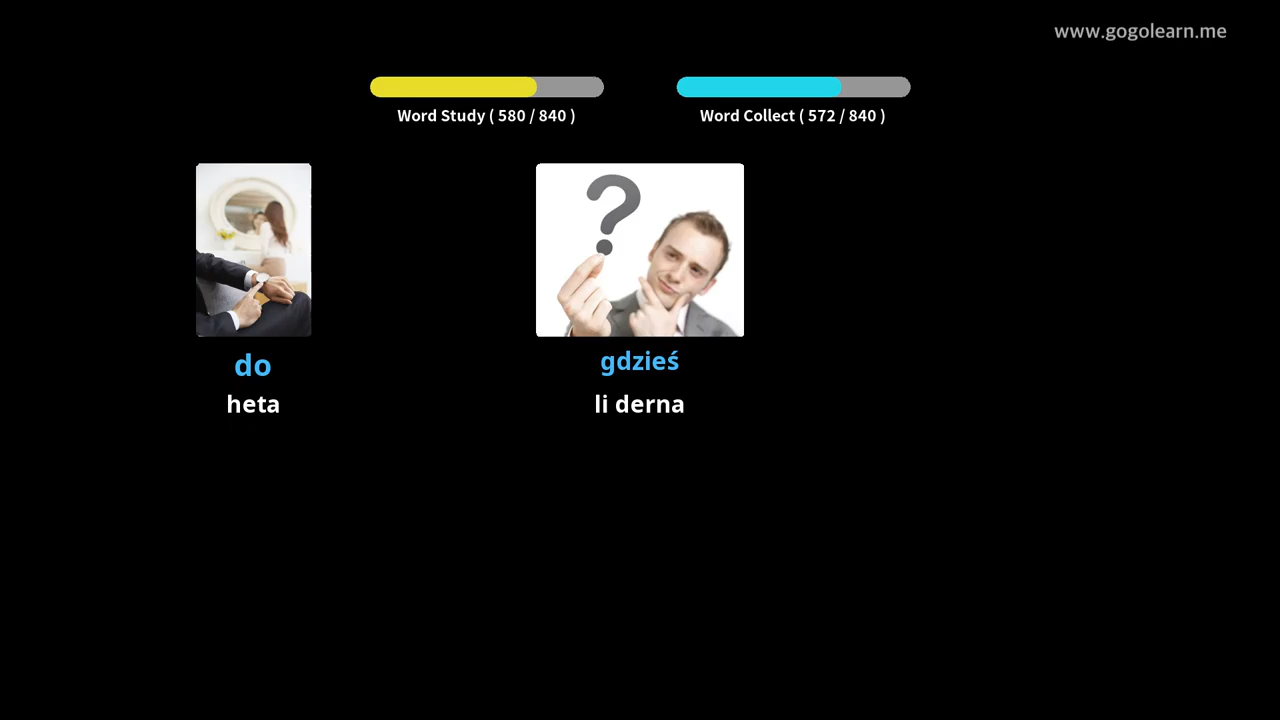 www.gogolearn.me
Word Study ( 580 / 840 )
Word Collect ( 572 / 840 )
do
heta
gdzieś
li derna